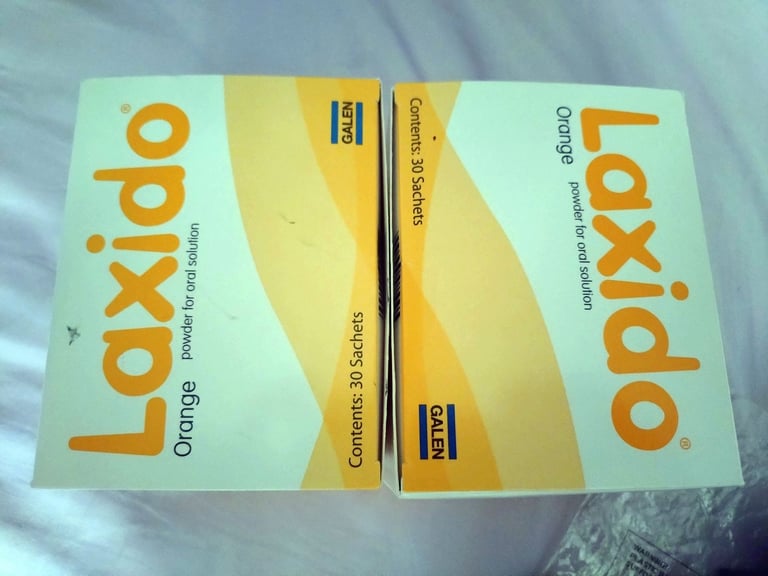 Laxido®
Orange powder for oral solution
GALEN
Contents: 30 Sachets
Laxido®
Orange powder for oral solution
Contents: 30 Sachets
GALEN
WARNING!